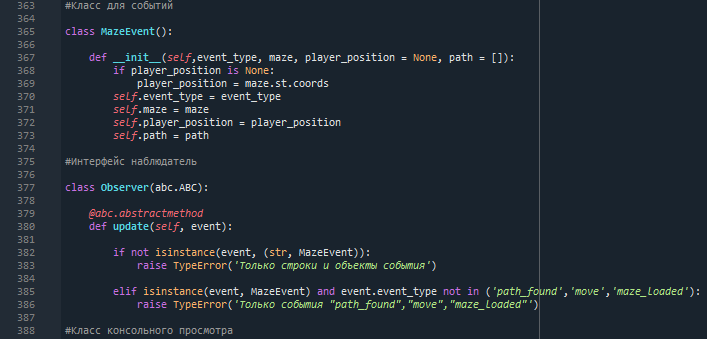 363 #Класс для событий
364
365 class MazeEvent():
366
367     def __init__(self,event_type, maze, player_position = None, path = []):
368         if player_position is None:
369             player_position = maze.st.coords
370         self.event_type = event_type
371         self.maze = maze
372         self.player_position = player_position
373         self.path = path
374
375 #Интерфейс наблюдатель
376
377 class Observer(abc.ABC):
378
379     @abc.abstractmethod
380     def update(self, event):
381
382         if not isinstance(event, (str, MazeEvent)):
383             raise TypeError('Только строки и объекты события')
384
385         elif isinstance(event, MazeEvent) and event.event_type not in ('path_found','move','maze_loaded'):
386             raise TypeError('Только события "path_found","move","maze_loaded"')
387
388 #Класс консольного просмотра